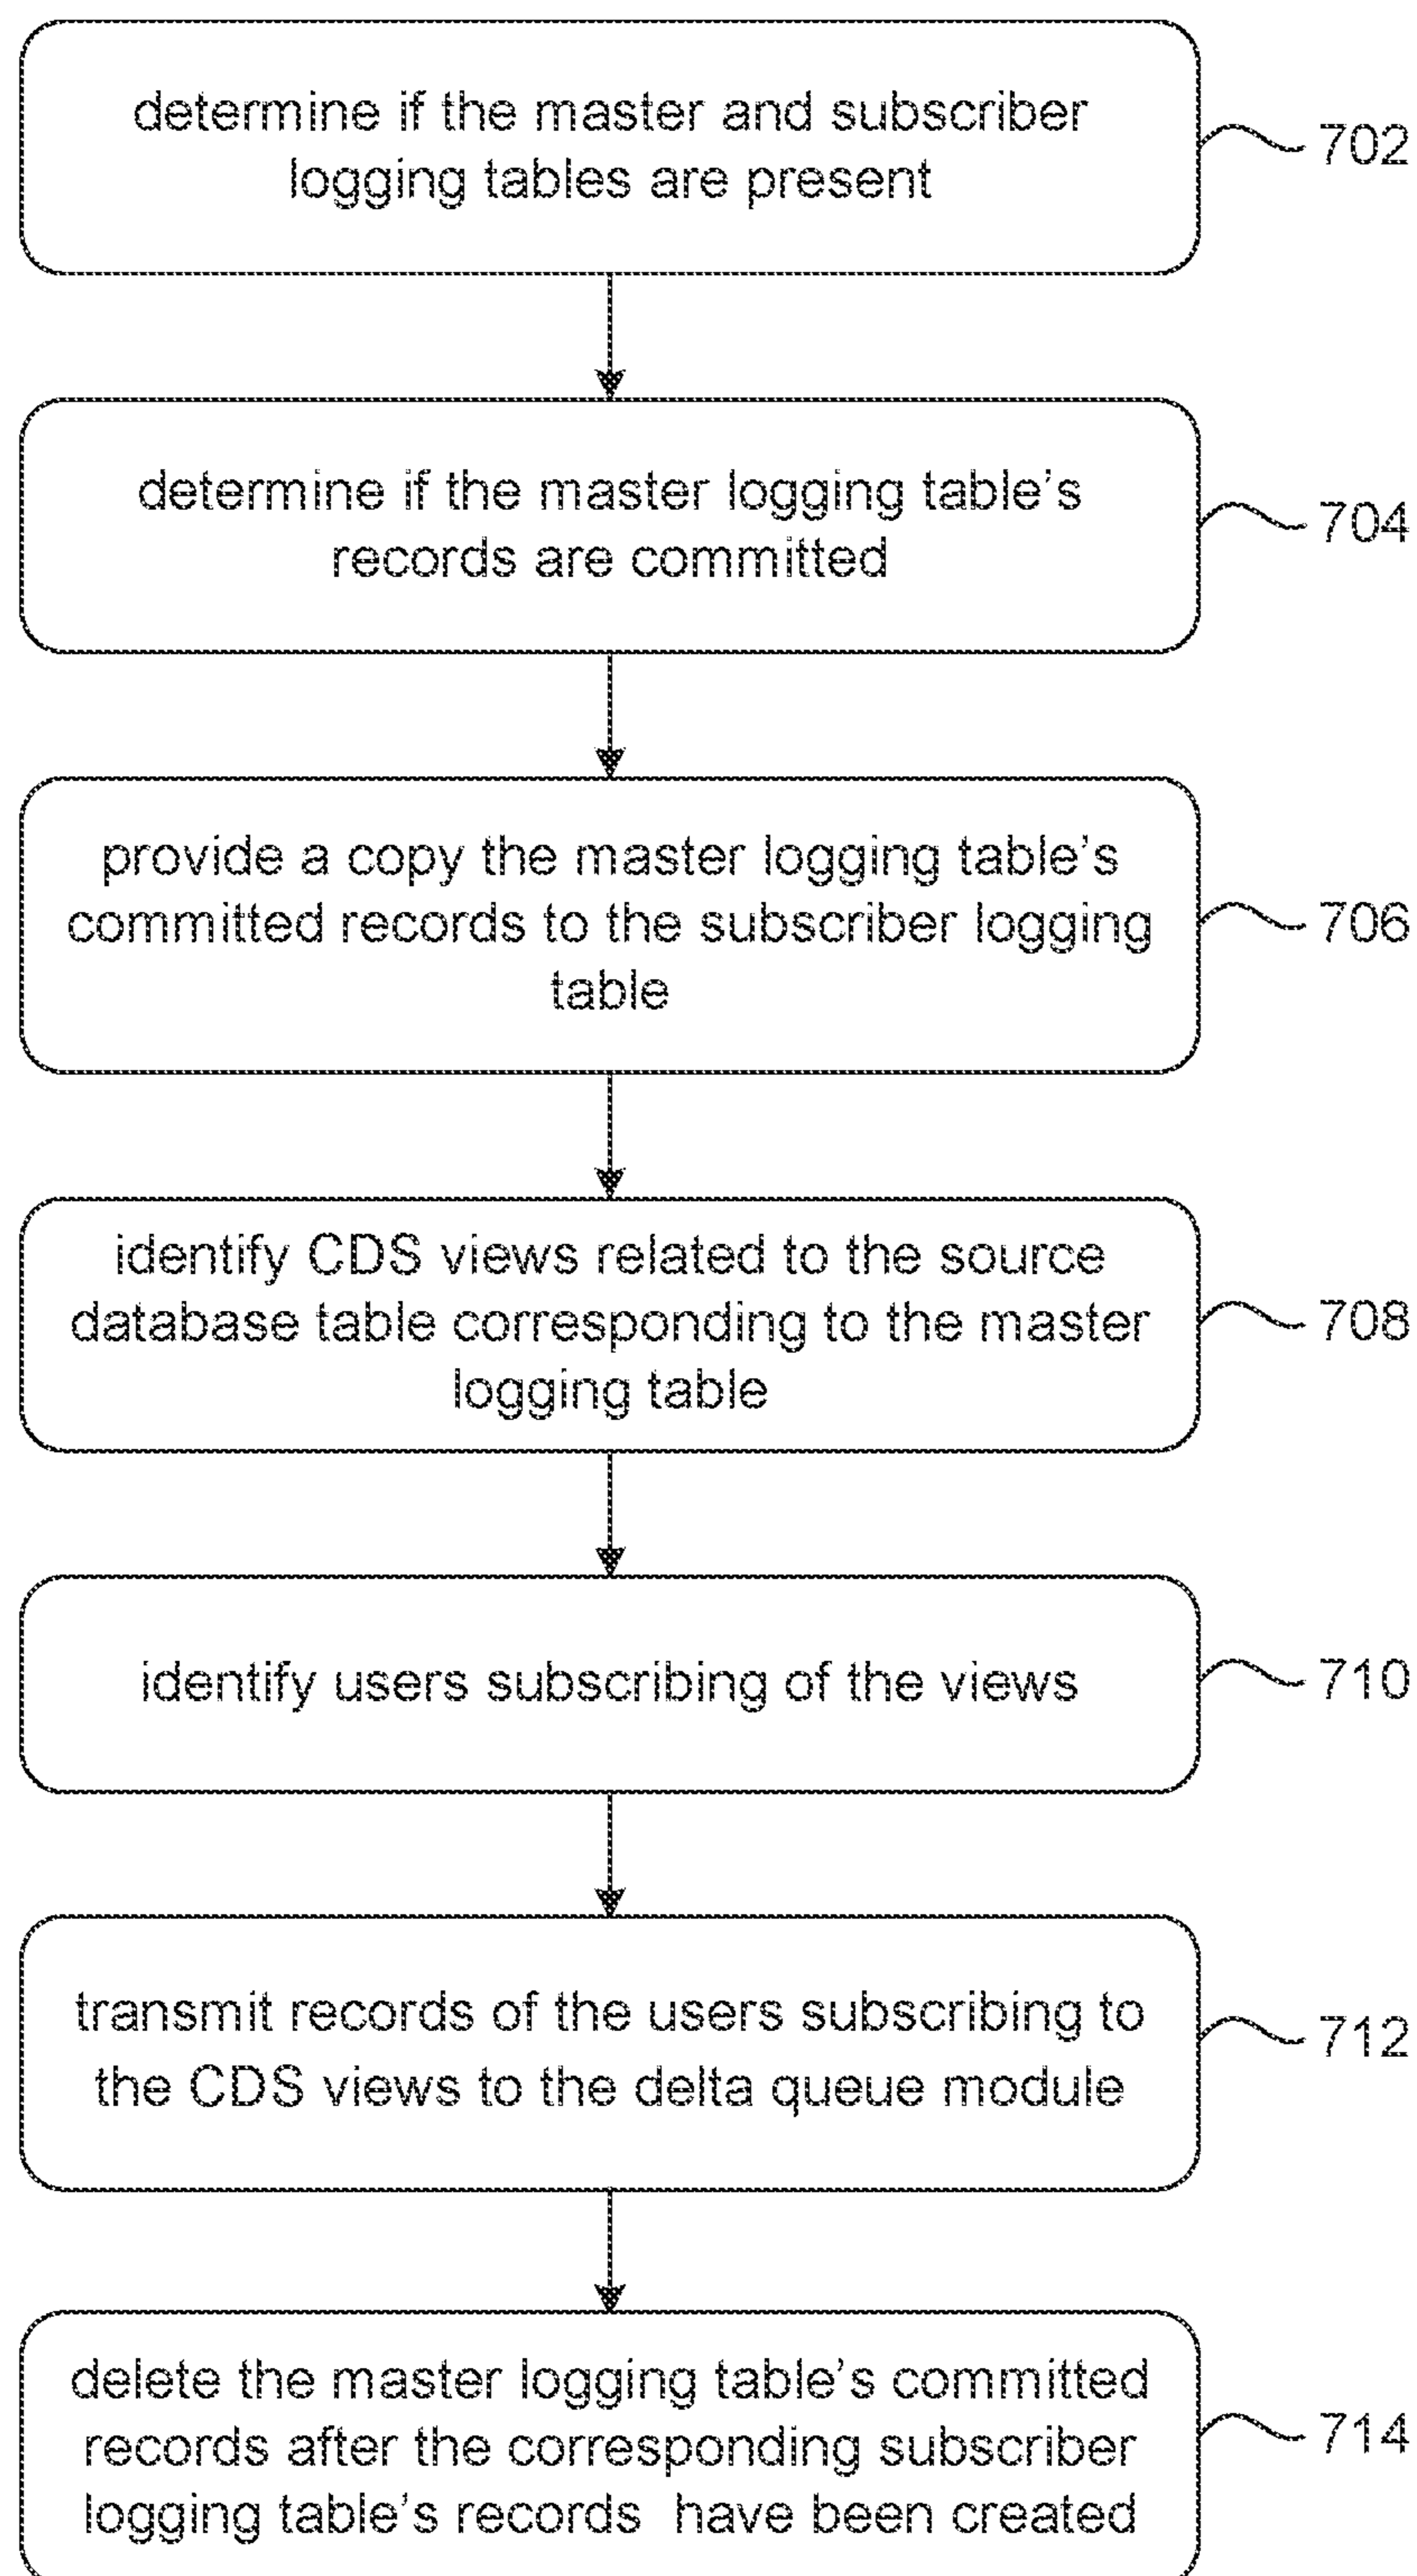 determine if the master and subscriber
logging tables are present
702
determine if the master logging table's
records are committed
704
provide a copy the master logging table's
committed records to the subscriber logging
table
706
identify CDS views related to the source
database table corresponding to the master
logging table
708
identify users subscribing of the views
710
transmit records of the users subscribing to
the CDS views to the delta queue module
712
delete the master logging table's committed
records after the corresponding subscriber
logging table's records have been created
714